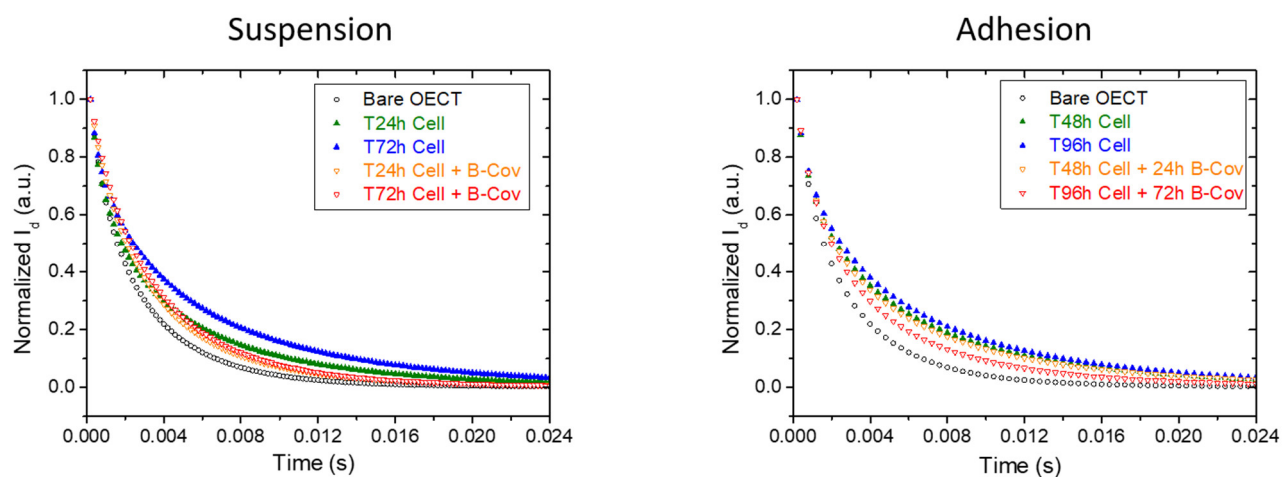 Suspension
Normalized I_d (a.u.)
1.0
0.8
0.6
0.4
0.2
0.0
Bare OECT
T24h Cell
T72h Cell
T24h Cell + B-Cov
T72h Cell + B-Cov
0.000 0.004 0.008 0.012 0.016 0.020 0.024
Time (s)
Adhesion
Normalized I_d (a.u.)
1.0
0.8
0.6
0.4
0.2
0.0
Bare OECT
T48h Cell
T96h Cell
T48h Cell + 24h B-Cov
T96h Cell + 72h B-Cov
0.000 0.004 0.008 0.012 0.016 0.020 0.024
Time (s)